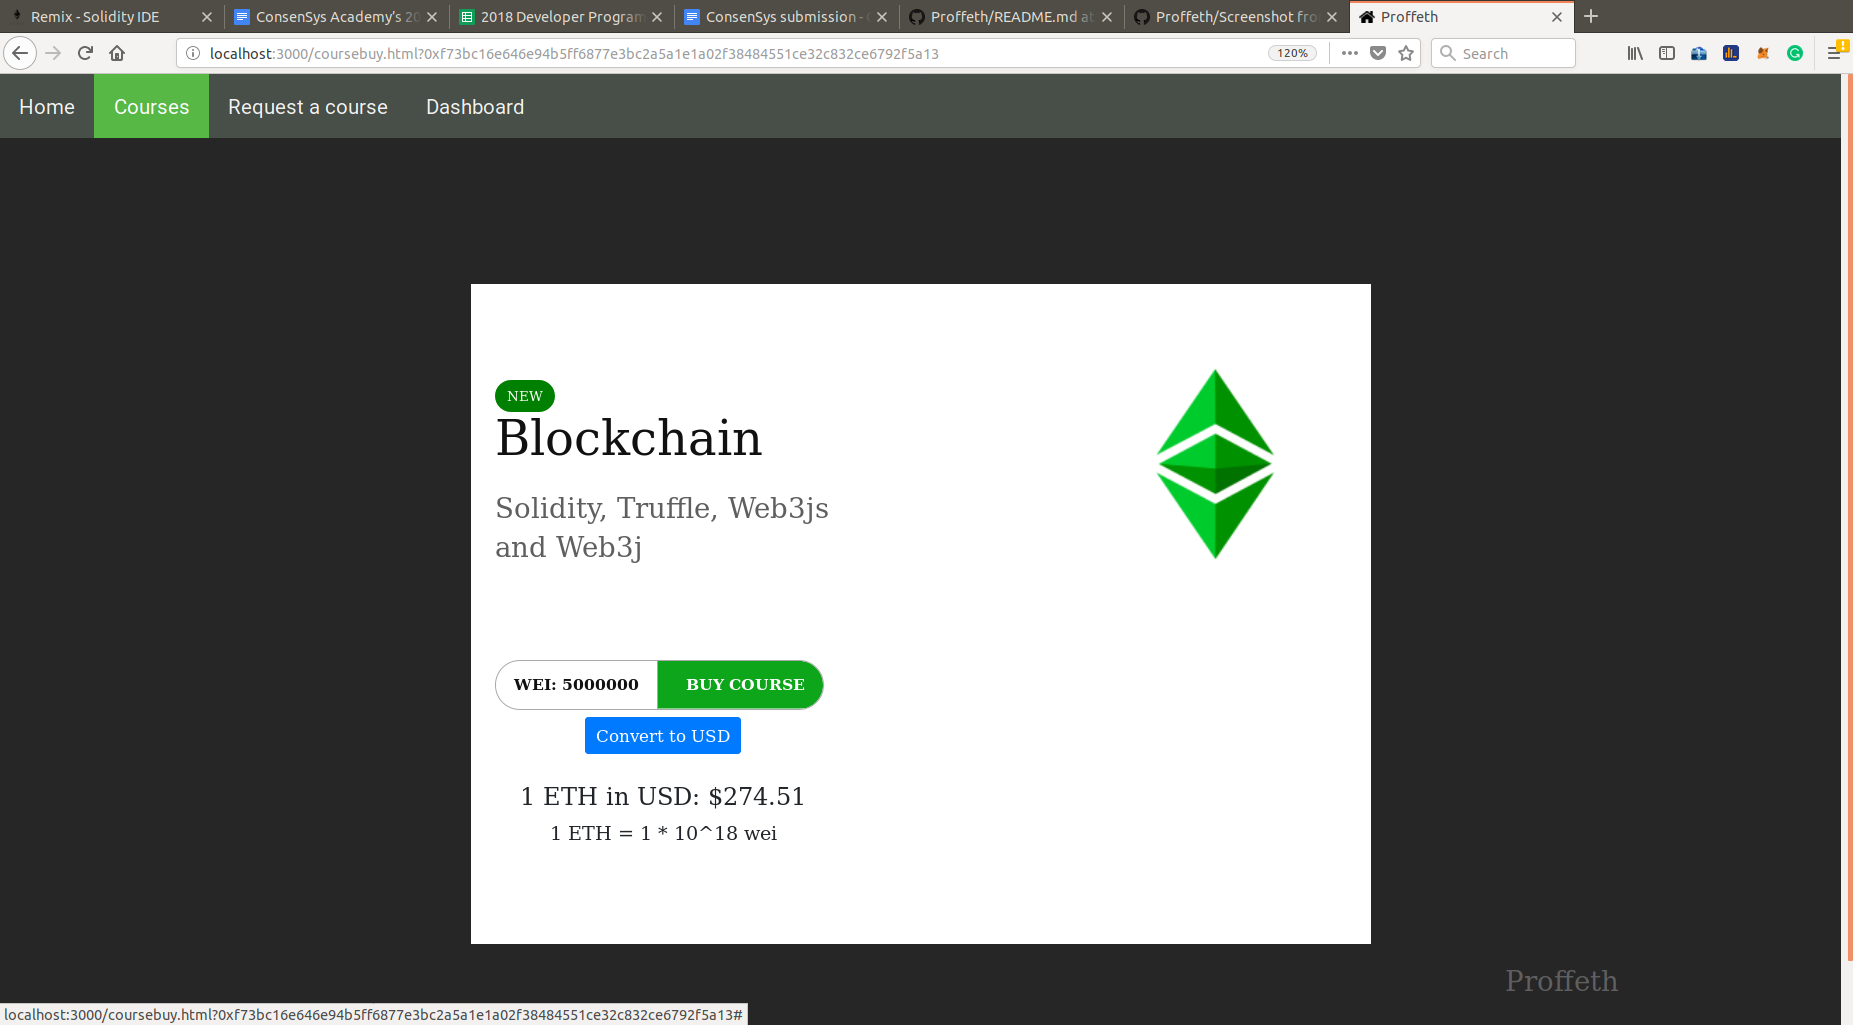 Remix - Solidity IDE
ConsenSys Academy's 20
2018 Developer Program
ConsenSys submission -
Proffeth/README.md at
Proffeth/Screenshot fro
Proffeth
localhost:3000/coursebuy.html?0xf73bc16e646e94b5ff6877e3bc2a5a1e1a02f38484551ce32c832ce6792f5a13
120%
Search
Home
Courses
Request a course
Dashboard
NEW
Blockchain
Solidity, Truffle, Web3js
and Web3j
WEI: 5000000
BUY COURSE
Convert to USD
1 ETH in USD: $274.51
1 ETH = 1 * 10^18 wei
Proffeth
localhost:3000/coursebuy.html?0xf73bc16e646e94b5ff6877e3bc2a5a1e1a02f38484551ce32c832ce6792f5a13#